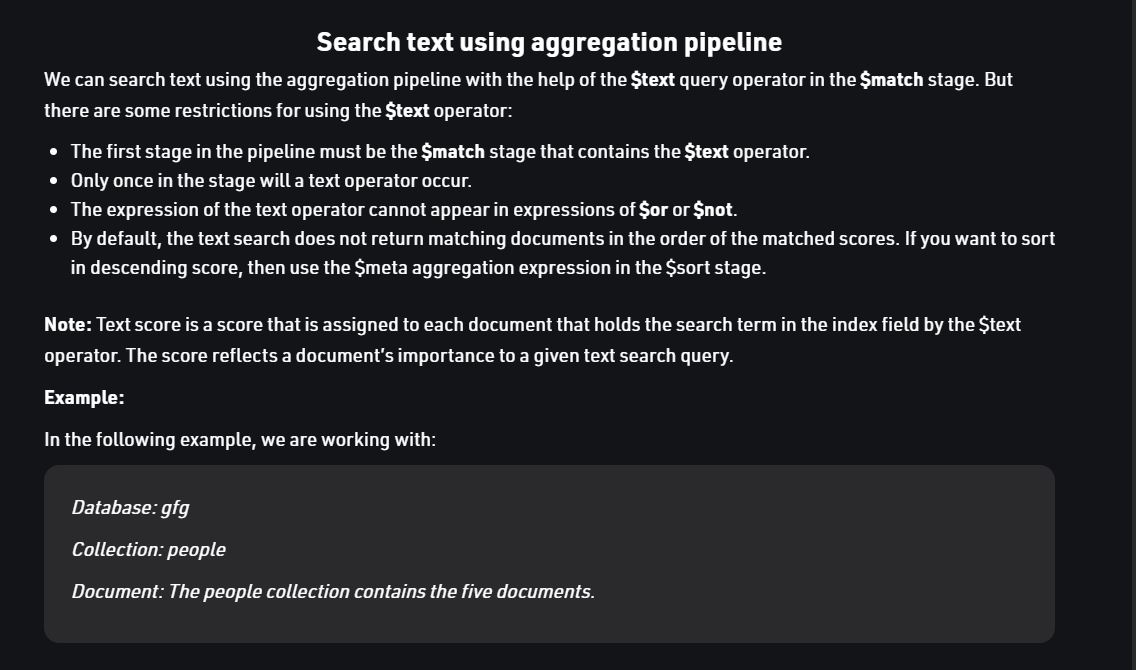 Search text using aggregation pipeline
We can search text using the aggregation pipeline with the help of the $text query operator in the $match stage. But
there are some restrictions for using the $text operator:
• The first stage in the pipeline must be the $match stage that contains the $text operator.
• Only once in the stage will a text operator occur.
• The expression of the text operator cannot appear in expressions of $or or $not.
• By default, the text search does not return matching documents in the order of the matched scores. If you want to sort
in descending score, then use the $meta aggregation expression in the $sort stage.
Note: Text score is a score that is assigned to each document that holds the search term in the index field by the $text
operator. The score reflects a document’s importance to a given text search query.
Example:
In the following example, we are working with:
Database: gfg
Collection: people
Document: The people collection contains the five documents.